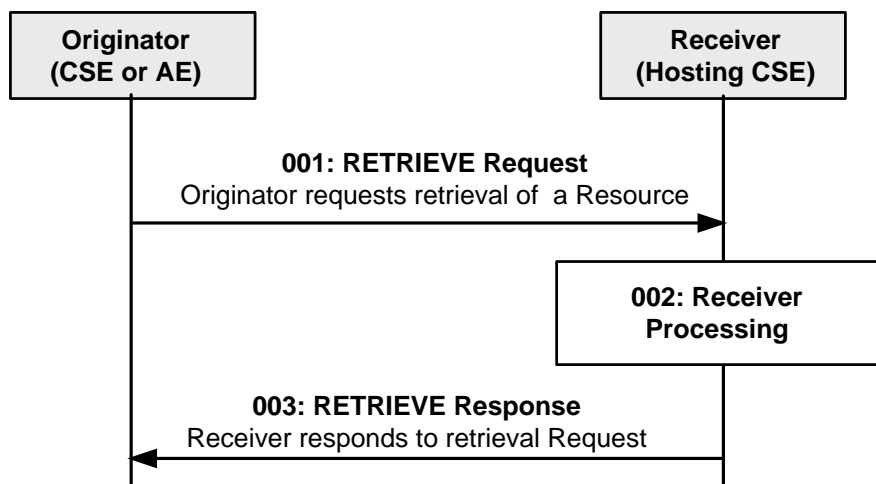 Originator
(CSE or AE)
Receiver
(Hosting CSE)
001: RETRIEVE Request
Originator requests retrieval of a Resource
002: Receiver
Processing
003: RETRIEVE Response
Receiver responds to retrieval Request